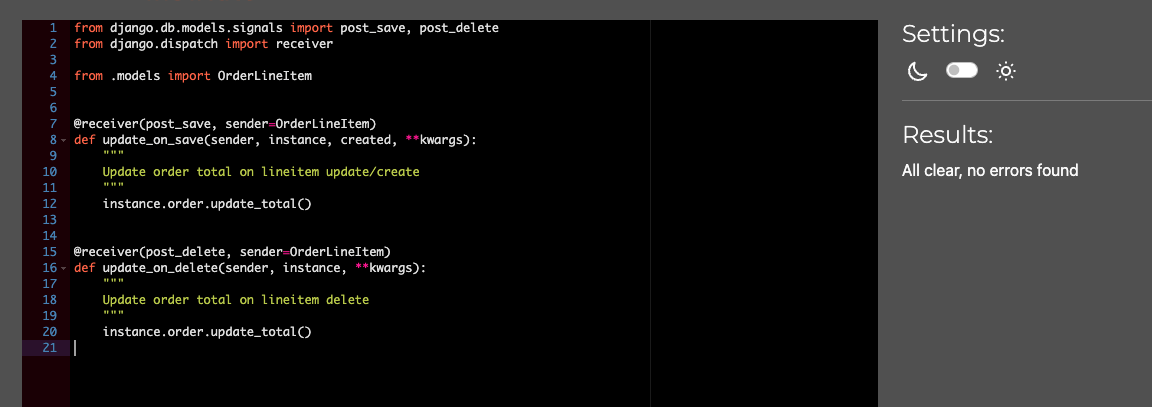 1 from django.db.models.signals import post_save, post_delete
2 from django.dispatch import receiver
3
4 from .models import OrderLineItem
5
6
7 @receiver(post_save, sender=OrderLineItem)
8 def update_on_save(sender, instance, created, **kwargs):
9     """
10     Update order total on lineitem update/create
11     """
12     instance.order.update_total()
13
14
15 @receiver(post_delete, sender=OrderLineItem)
16 def update_on_delete(sender, instance, **kwargs):
17     """
18     Update order total on lineitem delete
19     """
20     instance.order.update_total()
21
Settings:
Results:
All clear, no errors found